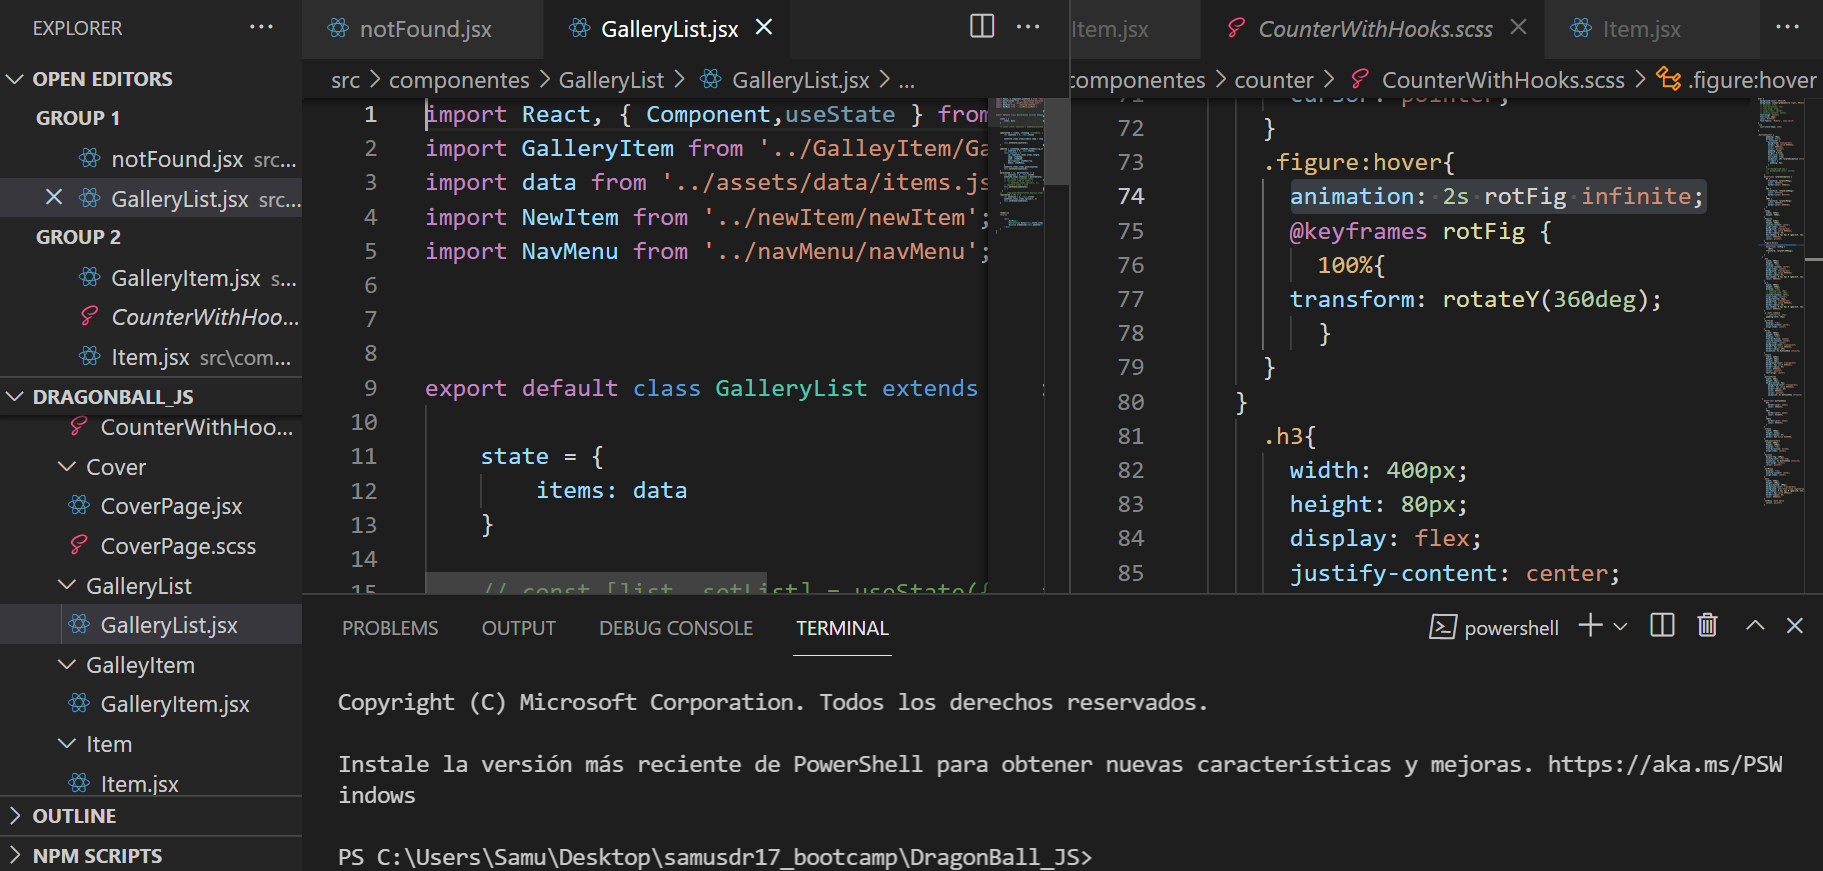 EXPLORER
OPEN EDITORS
GROUP 1
notFound.jsx src...
GalleryList.jsx src...
GROUP 2
GalleryItem.jsx s...
CounterWithHoo...
Item.jsx src\com...
DRAGONBALL_JS
CounterWithHoo...
Cover
CoverPage.jsx
CoverPage.scss
GalleryList
GalleryList.jsx
GalleyItem
GalleryItem.jsx
Item
Item.jsx
OUTLINE
NPM SCRIPTS
notFound.jsx GalleryList.jsx
src > componentes > GalleryList > GalleryList.jsx > ...
1 import React, { Component,useState } from
2 import GalleryItem from '../GalleyItem/Ga
3 import data from '../assets/data/items.js
4 import NewItem from '../newItem/newItem';
5 import NavMenu from '../navMenu/navMenu';
6
7
8
9 export default class GalleryList extends
10
11 state = {
12 items: data
13 }
14
15 // const [list, setList] = useState({
Item.jsx CounterWithHooks.scss Item.jsx
componentes > counter > CounterWithHooks.scss > .figure:hover
71 cursor: pointer;
72 }
73 .figure:hover{
74 animation: 2s rotFig infinite;
75 @keyframes rotFig {
76 100%{
77 transform: rotateY(360deg);
78 }
79 }
80 }
81 .h3{
82 width: 400px;
83 height: 80px;
84 display: flex;
85 justify-content: center;
PROBLEMS OUTPUT DEBUG CONSOLE TERMINAL powershell
Copyright (C) Microsoft Corporation. Todos los derechos reservados.
Instale la versión más reciente de PowerShell para obtener nuevas características y mejoras. https://aka.ms/PSW
indows
PS C:\Users\Samu\Desktop\samusdr17_bootcamp\DragonBall_JS>